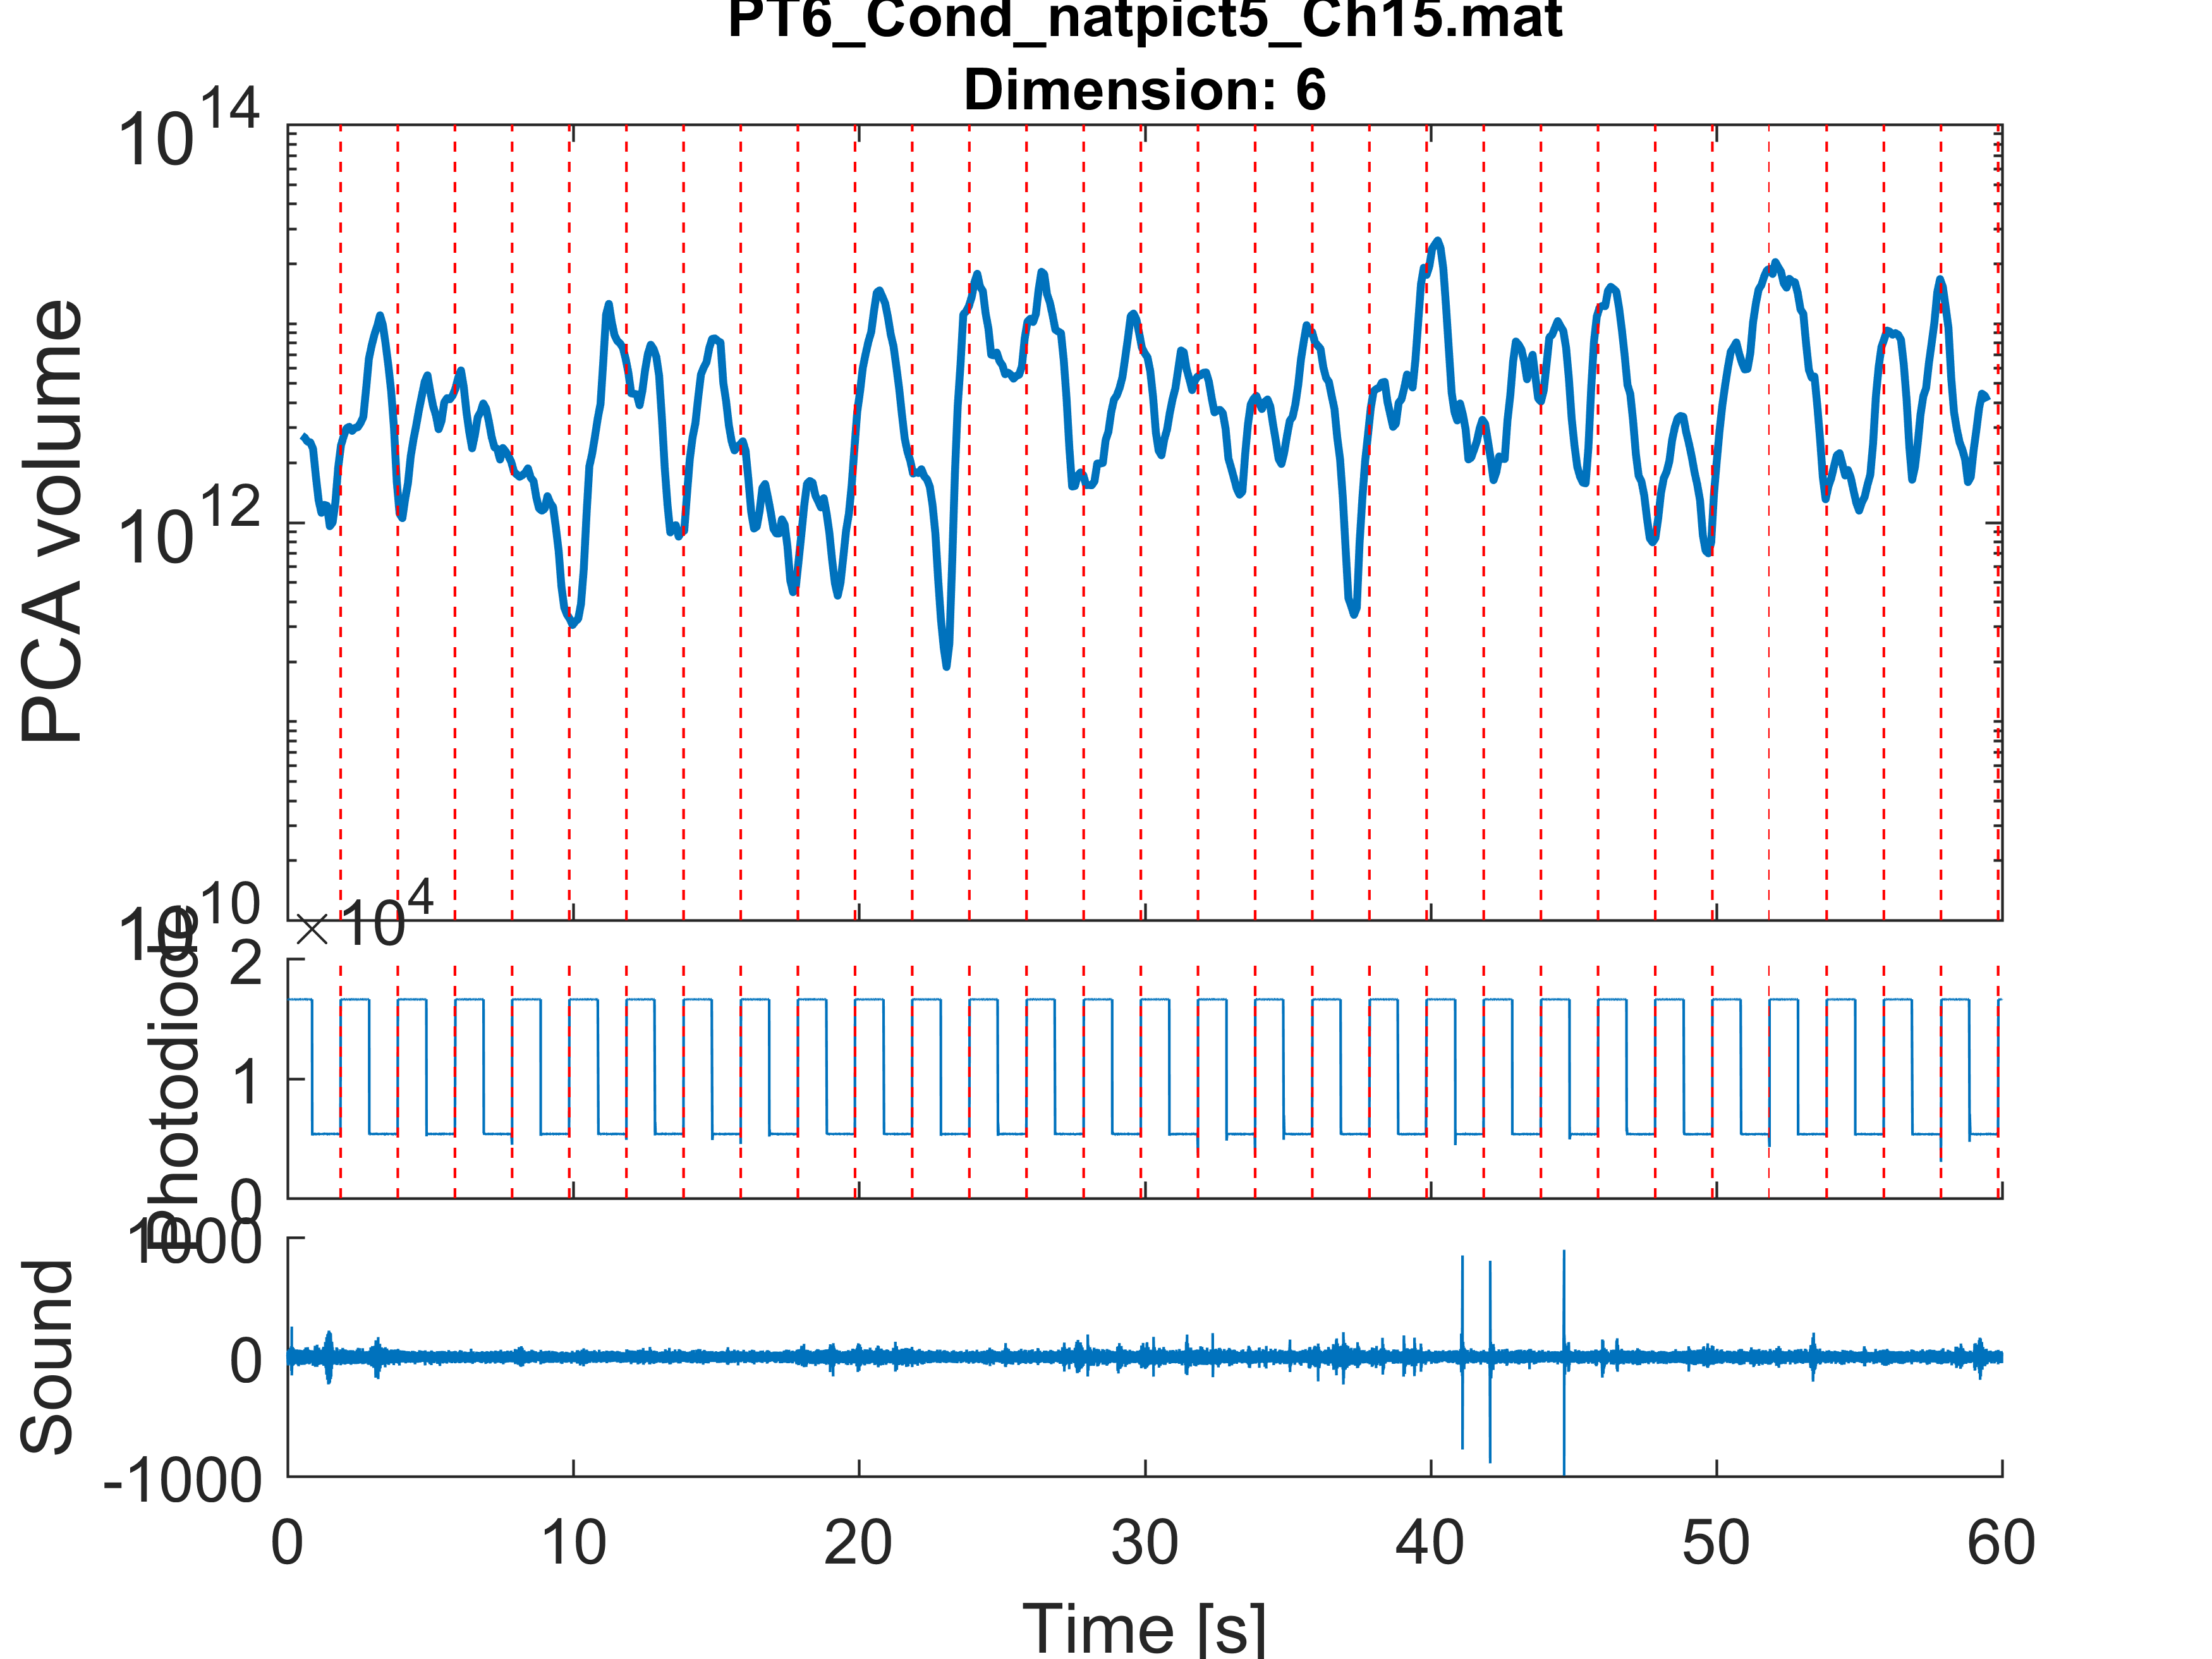 PT6_Cond_natpict5_Ch15.mat
Dimension: 6
10^14
10^12
10^10
PCA volume
×10^4
2
1
0
Photodiode
1000
0
-1000
Sound
0 10 20 30 40 50 60
Time [s]